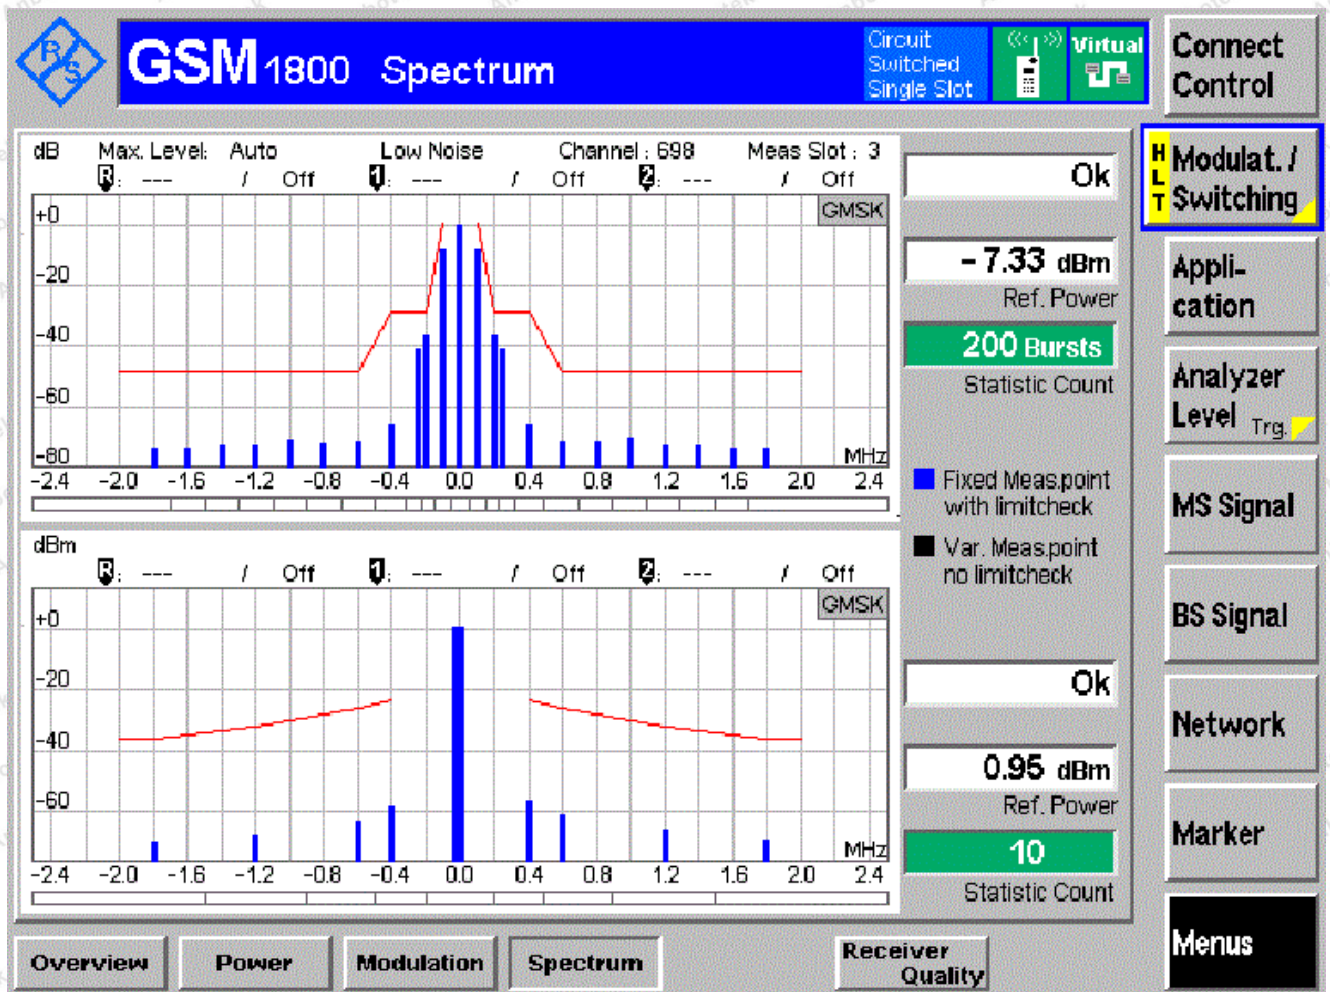 R S
GSM 1800 Spectrum
Circuit
Switched
Single Slot
Virtual
Connect
Control
dB Max. Level: Auto Low Noise Channel : 698 Meas Slot : 3
R : --- / Off 1 : --- / Off 2 : --- / Off
GMSK
+0
-20
-40
-60
-80
MHz
-2.4 -2.0 -1.6 -1.2 -0.8 -0.4 0.0 0.4 0.8 1.2 1.6 2.0 2.4
Ok
- 7.33 dBm
Ref. Power
200 Bursts
Statistic Count
Fixed Meas.point
with limitcheck
Var. Meas.point
no limitcheck
dBm
R : --- / Off 1 : --- / Off 2 : --- / Off
GMSK
+0
-20
-40
-60
MHz
-2.4 -2.0 -1.6 -1.2 -0.8 -0.4 0.0 0.4 0.8 1.2 1.6 2.0 2.4
Ok
0.95 dBm
Ref. Power
10
Statistic Count
HLT
Modulat. /
Switching
Appli-
cation
Analyzer
Level Trg.
MS Signal
BS Signal
Network
Marker
Menus
Overview Power Modulation Spectrum Receiver
Quality